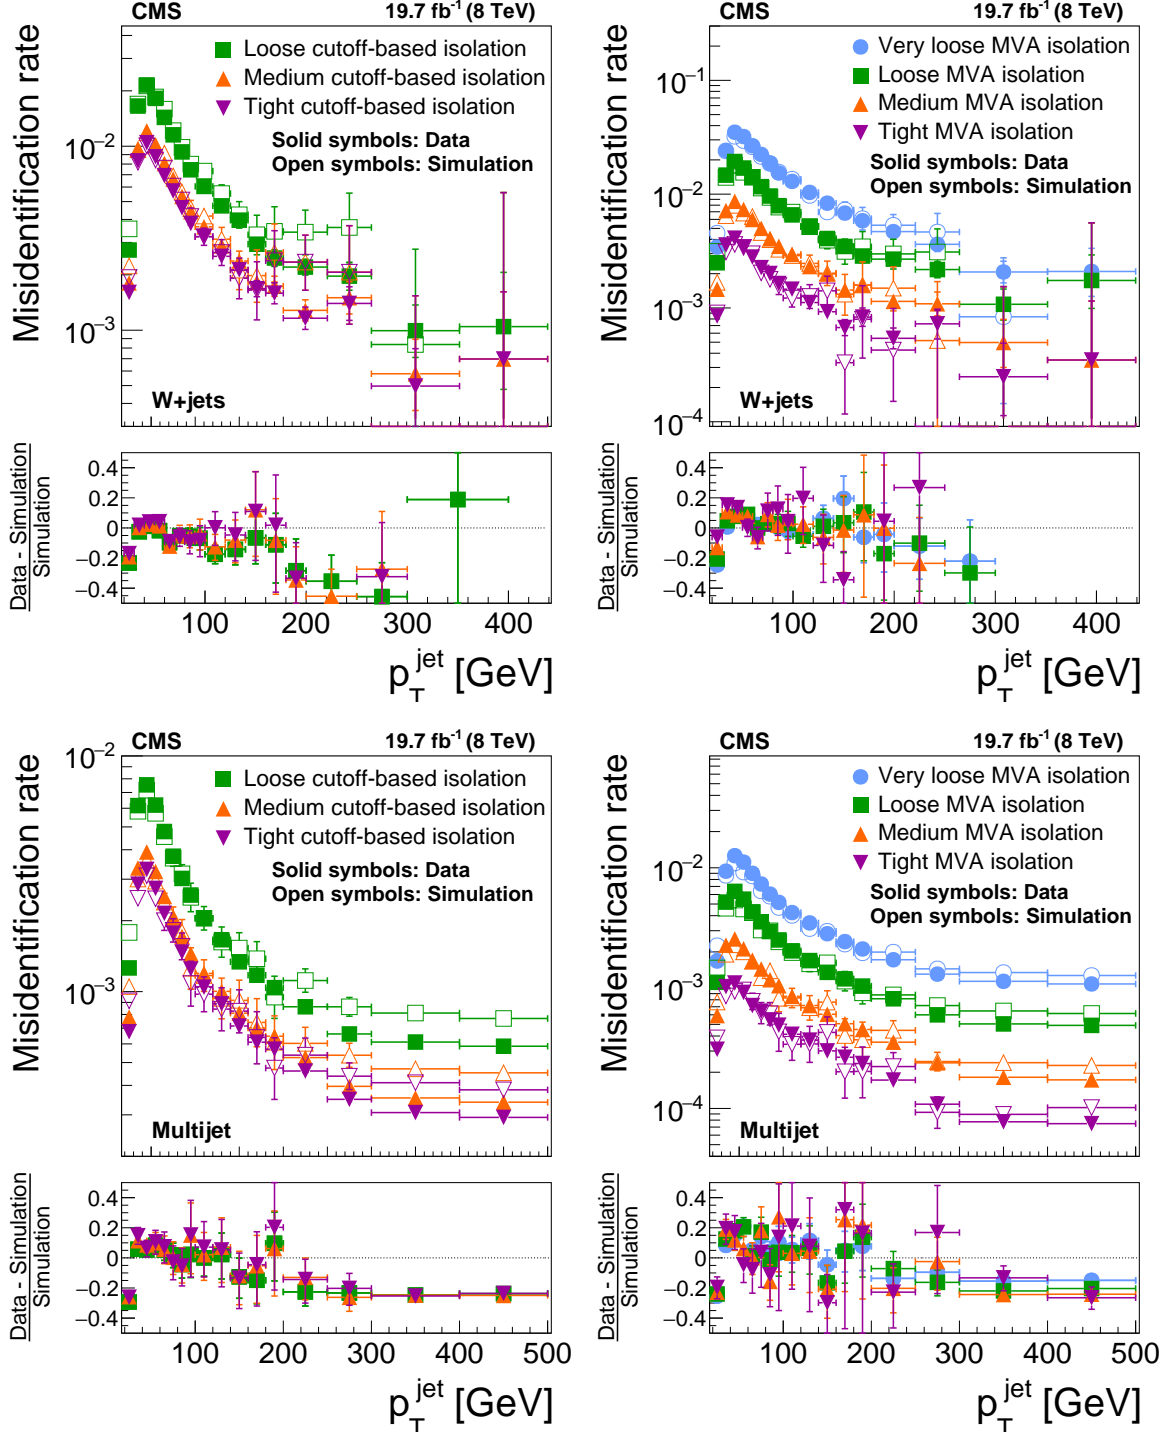 CMS 19.7 fb⁻¹ (8 TeV)
Misidentification rate
Loose cutoff-based isolation
Medium cutoff-based isolation
Tight cutoff-based isolation
Solid symbols: Data
Open symbols: Simulation
10⁻²
10⁻³
W+jets
Data - Simulation
Simulation
0.4
0.2
0
−0.2
−0.4
100 200 300 400
p_T^jet [GeV]
CMS 19.7 fb⁻¹ (8 TeV)
Misidentification rate
Very loose MVA isolation
Loose MVA isolation
Medium MVA isolation
Tight MVA isolation
Solid symbols: Data
Open symbols: Simulation
10⁻¹
10⁻²
10⁻³
10⁻⁴
W+jets
Data - Simulation
Simulation
0.4
0.2
0
−0.2
−0.4
100 200 300 400
p_T^jet [GeV]
CMS 19.7 fb⁻¹ (8 TeV)
Misidentification rate
Loose cutoff-based isolation
Medium cutoff-based isolation
Tight cutoff-based isolation
Solid symbols: Data
Open symbols: Simulation
10⁻²
10⁻³
Multijet
Data - Simulation
Simulation
0.4
0.2
0
−0.2
−0.4
100 200 300 400 500
p_T^jet [GeV]
CMS 19.7 fb⁻¹ (8 TeV)
Misidentification rate
Very loose MVA isolation
Loose MVA isolation
Medium MVA isolation
Tight MVA isolation
Solid symbols: Data
Open symbols: Simulation
10⁻²
10⁻³
10⁻⁴
Multijet
Data - Simulation
Simulation
0.4
0.2
0
−0.2
−0.4
100 200 300 400 500
p_T^jet [GeV]